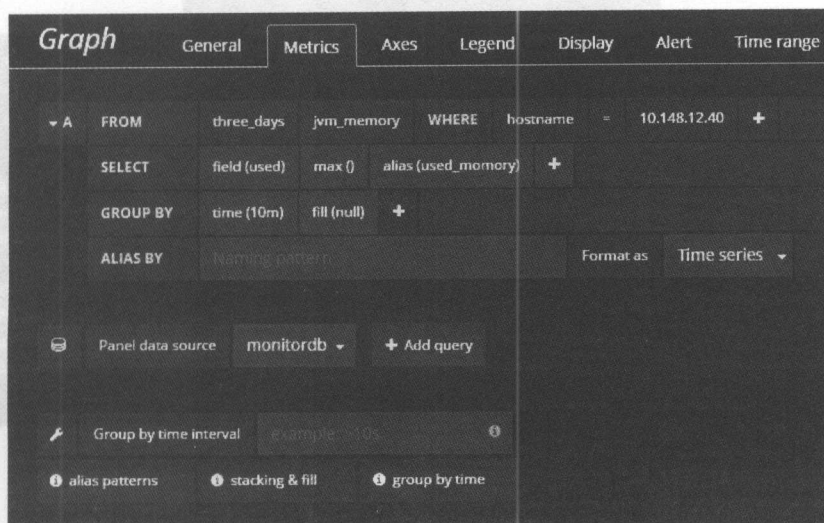 Graph General Metrics Axes Legend Display Alert Time range
A FROM three_days jvm_memory WHERE hostname = 10.148.12.40 +
SELECT field (used) max () alias (used_momory) +
GROUP BY time (10m) fill (null) +
ALIAS BY Naming pattern Format as Time series
Panel data source monitordb + Add query
Group by time interval example: >10s
alias patterns stacking & fill group by time